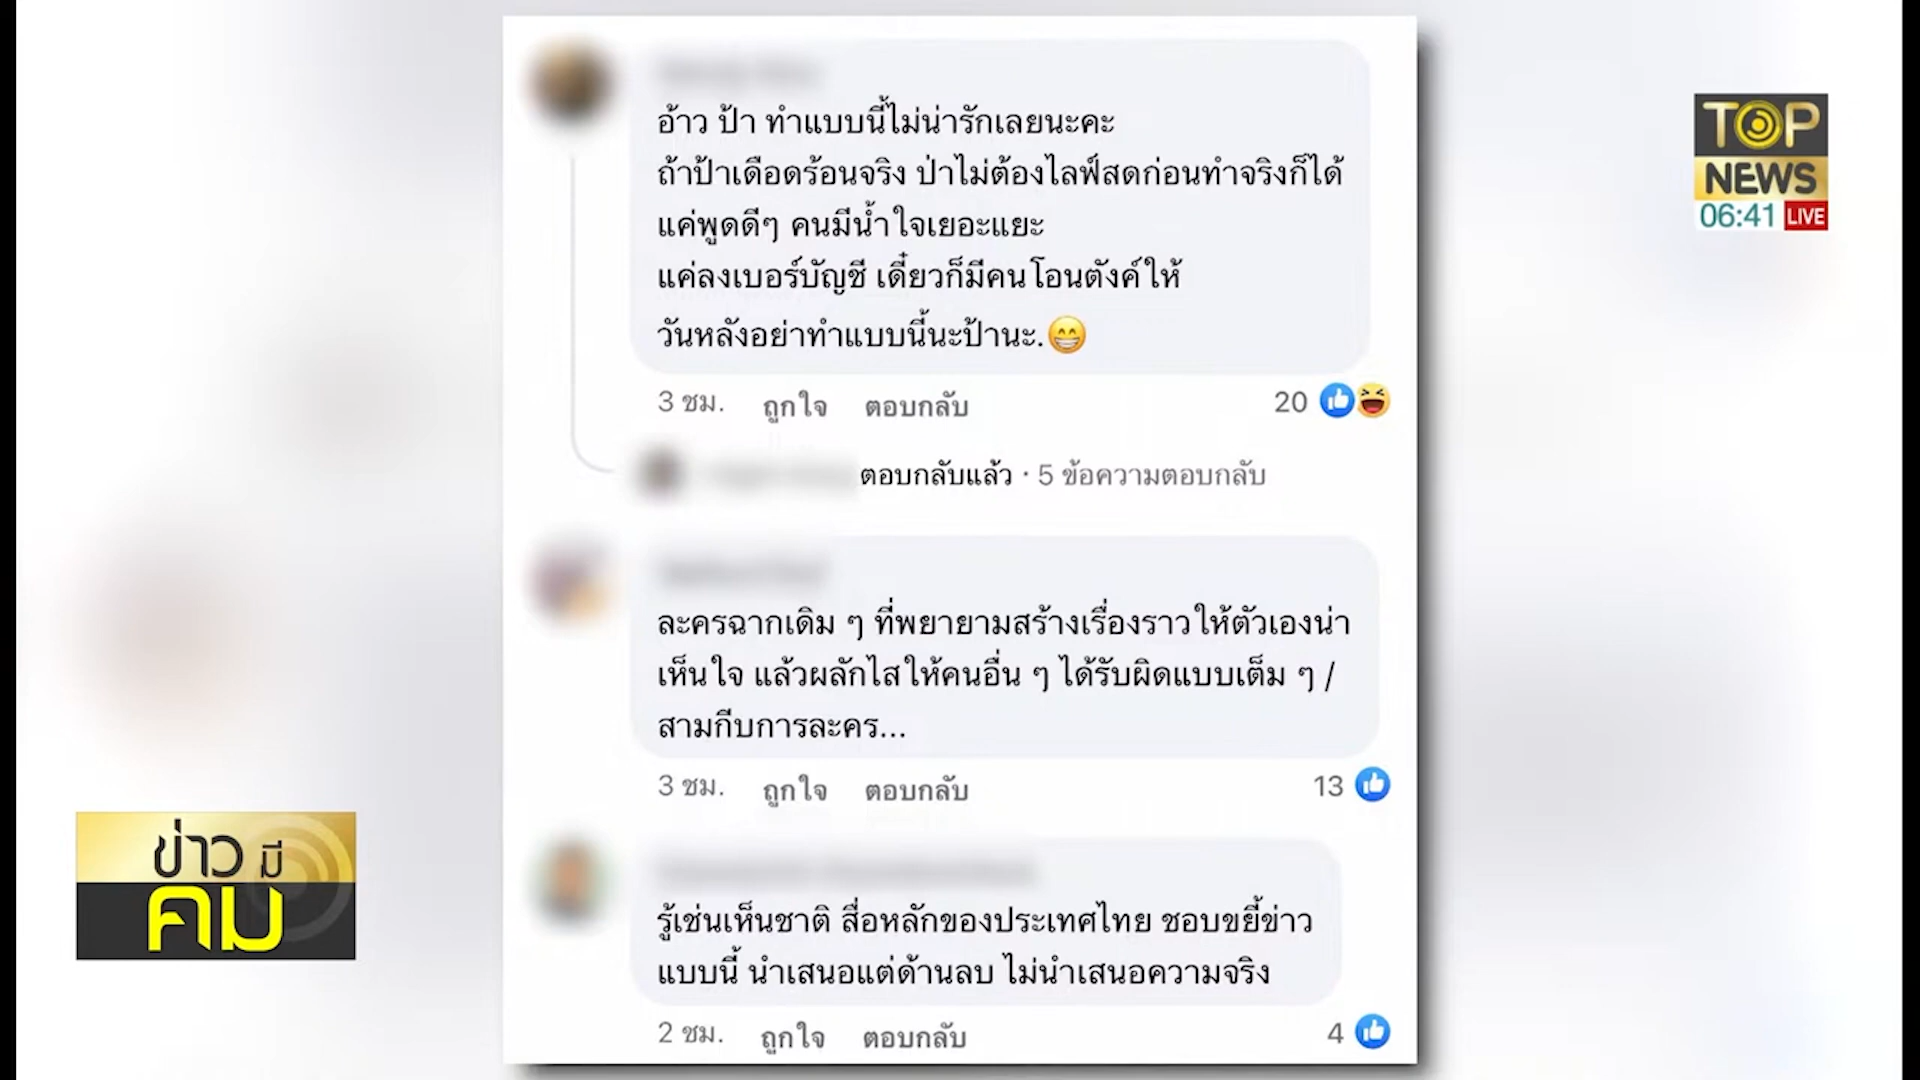 อ้าว ป้า ทำแบบนี้ไม่น่ารักเลยนะคะ
ถ้าป้าเดือดร้อนจริง ป่าไม่ต้องไลฟ์สดก่อนทำจริงก็ได้
แค่พูดดีๆ คนมีน้ำใจเยอะแยะ
แค่ลงเบอร์บัญชี เดี๋ยวก็มีคนโอนตังค์ให้
วันหลังอย่าทำแบบนี้นะป้านะ.😁
3 ชม. ถูกใจ ตอบกลับ 20
ตอบกลับแล้ว · 5 ข้อความตอบกลับ
ละครฉากเดิม ๆ ที่พยายามสร้างเรื่องราวให้ตัวเองน่า
เห็นใจ แล้วผลักไสให้คนอื่น ๆ ได้รับผิดแบบเต็ม ๆ /
สามกีบการละคร...
3 ชม. ถูกใจ ตอบกลับ 13
รู้เช่นเห็นชาติ สื่อหลักของประเทศไทย ชอบขยี้ข่าว
แบบนี้ นำเสนอแต่ด้านลบ ไม่นำเสนอความจริง
2 ชม. ถูกใจ ตอบกลับ 4
TOP
NEWS
06:41 LIVE
ข่าวมี
คม